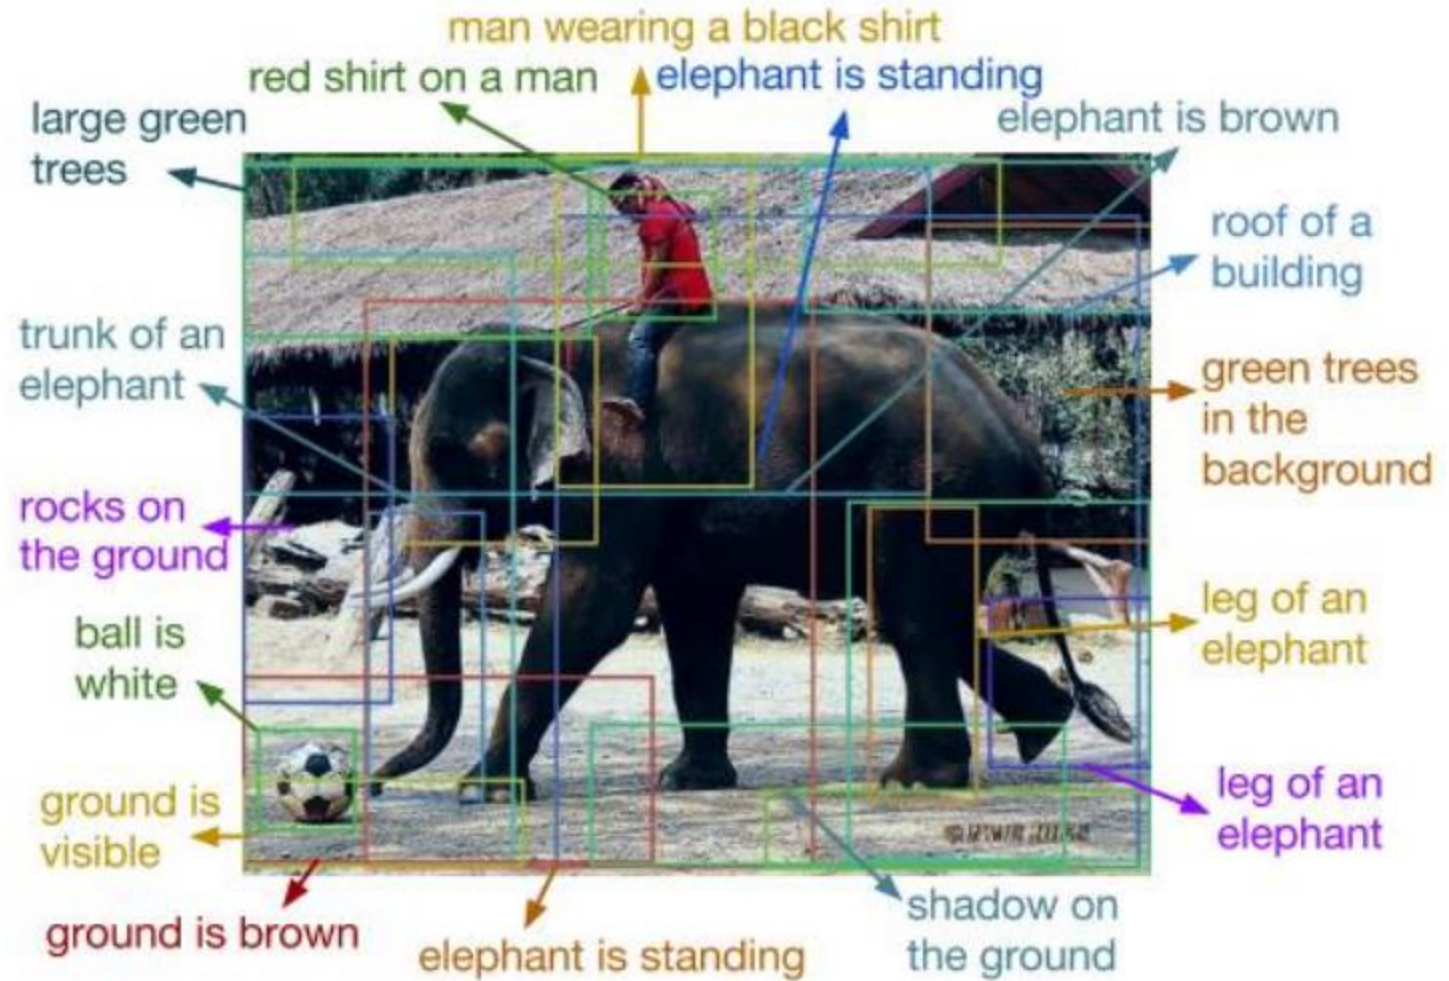 man wearing a black shirt
red shirt on a man
elephant is standing
large green
trees
elephant is brown
roof of a
building
trunk of an
elephant
green trees
in the
background
rocks on
the ground
leg of an
elephant
ball is
white
leg of an
elephant
ground is
visible
shadow on
the ground
ground is brown
elephant is standing